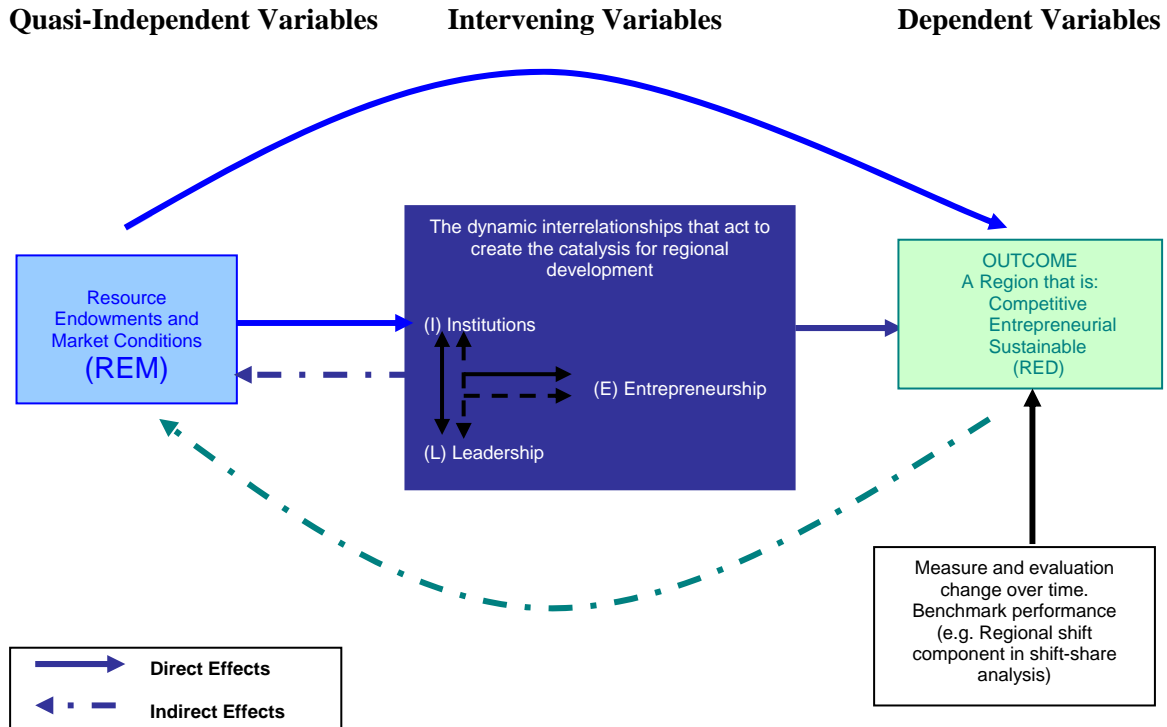 Quasi-Independent Variables
Intervening Variables
Dependent Variables
Resource
Endowments and
Market Conditions
(REM)
The dynamic interrelationships that act to
create the catalysis for regional
development
(I) Institutions
(E) Entrepreneurship
(L) Leadership
OUTCOME
A Region that is:
Competitive
Entrepreneurial
Sustainable
(RED)
Measure and evaluation
change over time.
Benchmark performance
(e.g. Regional shift
component in shift-share
analysis)
Direct Effects
Indirect Effects